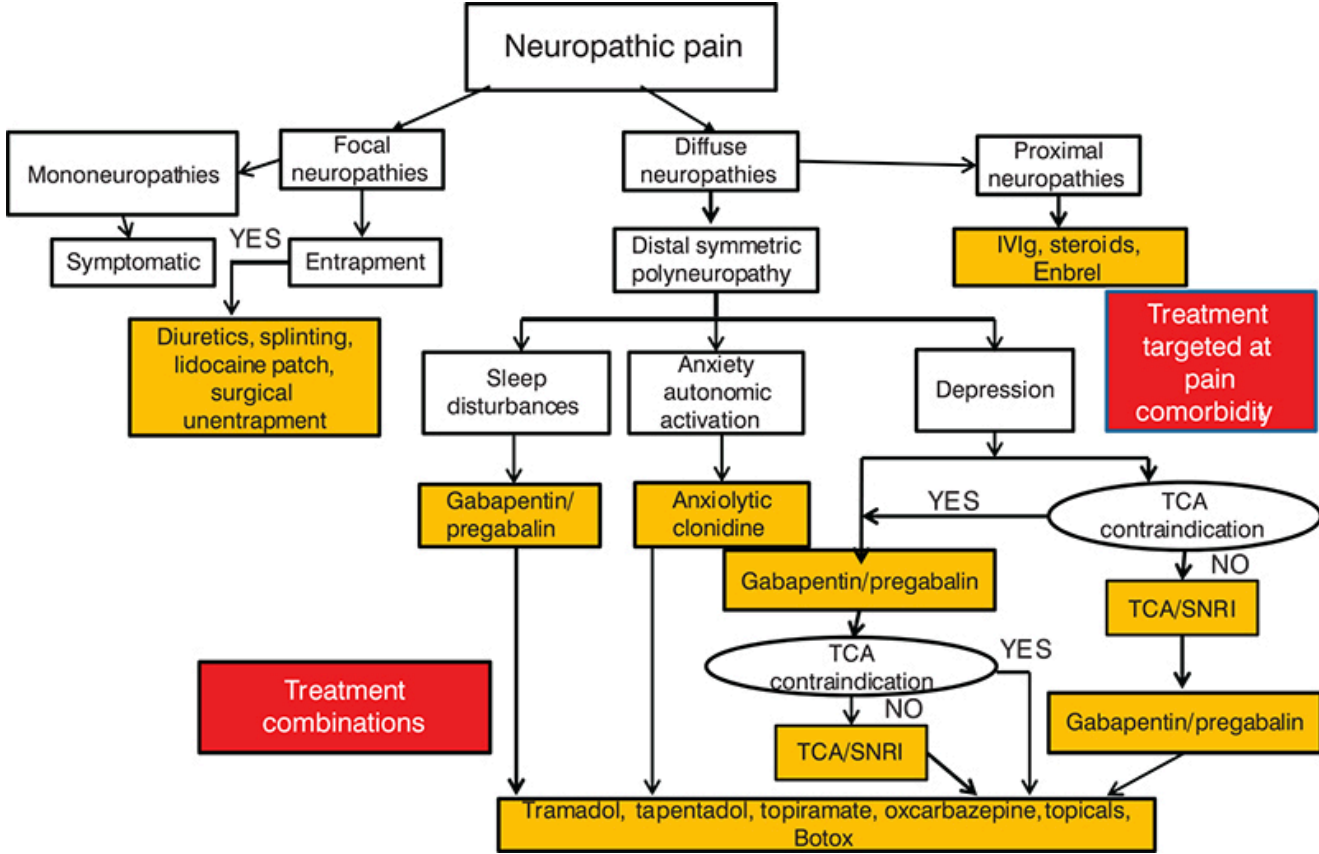 Neuropathic pain
Mononeuropathies
Focal
neuropathies
Diffuse
neuropathies
Proximal
neuropathies
Symptomatic
YES
Entrapment
Distal symmetric
polyneuropathy
IVIg, steroids,
Enbrel
Diuretics, splinting,
lidocaine patch,
surgical
unentrapment
Sleep
disturbances
Anxiety
autonomic
activation
Depression
Treatment
targeted at
pain
comorbidity
Gabapentin/
pregabalin
Anxiolytic
clonidine
YES
TCA
contraindication
NO
Gabapentin/pregabalin
TCA/SNRI
TCA
contraindication
YES
NO
Treatment
combinations
TCA/SNRI
Gabapentin/pregabalin
Tramadol, tapentadol, topiramate, oxcarbazepine, topicals,
Botox